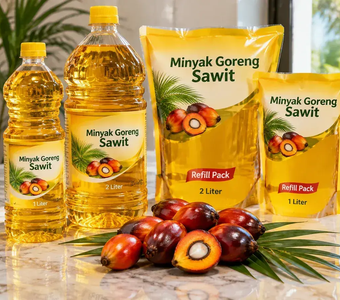 Minyak Goreng
Sawit
1 Liter
Minyak Goreng
Sawit
2 Liter
Minyak Goreng
Sawit
Refill Pack
2 Liter
Minyak Goreng
Sawit
Refill Pack
1 Liter